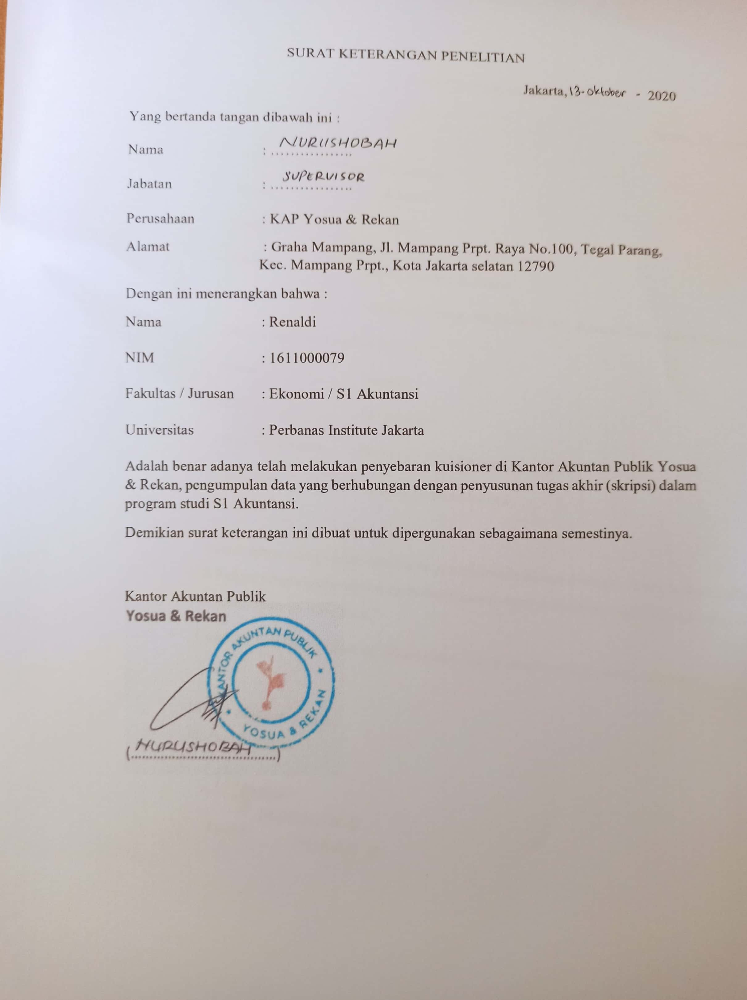 SURAT KETERANGAN PENELITIAN
Jakarta, 13-oktober - 2020
Yang bertanda tangan dibawah ini :
Nama : NURUSHOBAH
Jabatan : SUPERVISOR
Perusahaan : KAP Yosua & Rekan
Alamat : Graha Mampang, Jl. Mampang Prpt. Raya No.100, Tegal Parang,
Kec. Mampang Prpt., Kota Jakarta selatan 12790
Dengan ini menerangkan bahwa :
Nama : Renaldi
NIM : 1611000079
Fakultas / Jurusan : Ekonomi / S1 Akuntansi
Universitas : Perbanas Institute Jakarta
Adalah benar adanya telah melakukan penyebaran kuisioner di Kantor Akuntan Publik Yosua
& Rekan, pengumpulan data yang berhubungan dengan penyusunan tugas akhir (skripsi) dalam
program studi S1 Akuntansi.
Demikian surat keterangan ini dibuat untuk dipergunakan sebagaimana semestinya.
Kantor Akuntan Publik
Yosua & Rekan
KANTOR AKUNTAN PUBLIK
YOSUA & REKAN
(NURUSHOBAH)